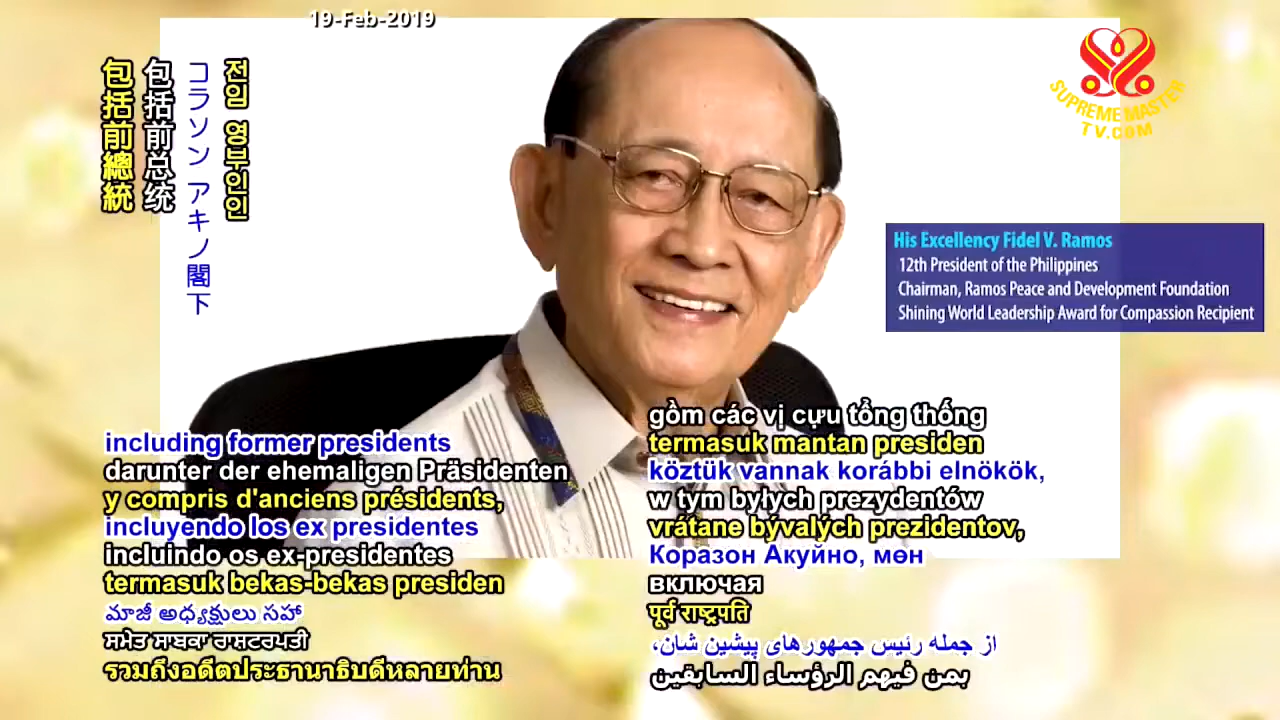 19-Feb-2019
SUPREME MASTER
TV.COM
包括前總統
包括前总统
コラソン アキノ閣下
전임 영부인인
His Excellency Fidel V. Ramos
12th President of the Philippines
Chairman, Ramos Peace and Development Foundation
Shining World Leadership Award for Compassion Recipient
including former presidents
darunter der ehemaligen Präsidenten
y compris d'anciens présidents,
incluyendo los ex presidentes
incluindo os ex-presidentes
termasuk bekas-bekas presiden
మాజీ అధ్యక్షులు సహా
ਸਮੇਤ ਸਾਬਕਾ ਰਾਸ਼ਟਰਪਤੀ
รวมถึงอดีตประธานาธิบดีหลายท่าน
gồm các vị cựu tổng thống
termasuk mantan presiden
köztük vannak korábbi elnökök,
w tym byłych prezydentów
vrátane bývalých prezidentov,
Коразон Акуйно, мөн
включая
पूर्व राष्ट्रपति
از جمله رئیس جمهورهای پیشین شان،
بمن فيهم الرؤساء السابقين